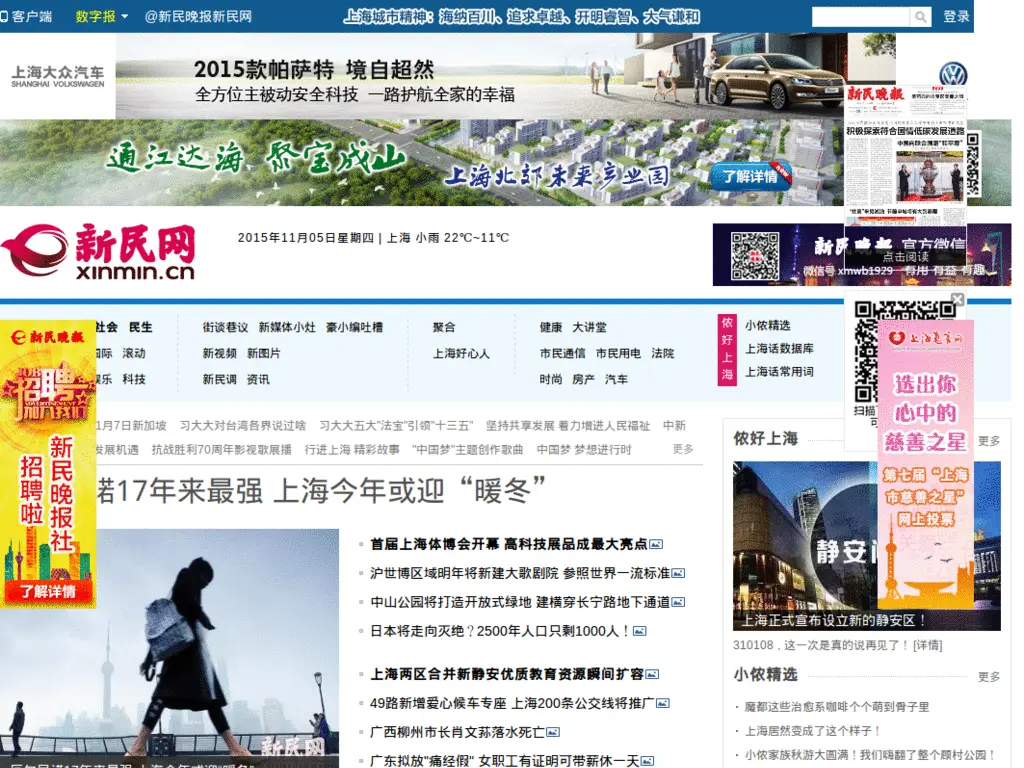 客户端 数字报 @新民晚报新民网 上海城市精神：海纳百川、追求卓越、开明睿智、大气谦和 登录
上海大众汽车
SHANGHAI VOLKSWAGEN
2015款帕萨特 境自超然
全方位主被动安全科技 一路护航全家的幸福
新民晚报
积极探索符合国情低碳发展道路
通江达海 聚宝成山
上海北郊未来产业园
了解详情
新民网
xinmin.cn
2015年11月05日星期四 | 上海 小雨 22℃~11℃
新民晚报 官方微信
点击阅读
微信号 xmwb1929 有用 有益 有趣
社会 民生 街谈巷议 新媒体小灶 豪小编吐槽 聚合 健康 大讲堂
国际 滚动 新视频 新图片 上海好心人 市民通信 市民用电 法院
娱乐 科技 新民调 资讯 时尚 房产 汽车
侬好上海
小侬精选
上海话数据库
上海话常用词
新民晚报
招聘
加入我们
新民晚报社
招聘啦
了解详情
1月7日新加坡 习大大对台湾各界说过啥 习大大五大"法宝"引领"十三五" 坚持共享发展 着力增进人民福祉 中新
发展机遇 抗战胜利70周年影视歌展播 行进上海 精彩故事 "中国梦"主题创作歌曲 中国梦 梦想进行时 更多
诺17年来最强 上海今年或迎“暖冬”
首届上海体博会开幕 高科技展品成最大亮点
沪世博区域明年将新建大歌剧院 参照世界一流标准
中山公园将打造开放式绿地 建横穿长宁路地下通道
日本将走向灭绝？2500年人口只剩1000人！
上海两区合并新静安优质教育资源瞬间扩容
49路新增爱心候车专座 上海200条公交线将推广
广西柳州市长肖文荪落水死亡
广东拟放"痛经假" 女职工有证明可带薪休一天
新民网
扫描
侬好上海 更多
静安
上海正式宣布设立新的静安区！
310108，这一次是真的说再见了！ [详情]
小侬精选 更多
魔都这些治愈系咖啡个个萌到骨子里
上海居然变成了这个样子！
小侬家族秋游大圆满！我们嗨翻了整个顾村公园！
选出你
心中的
慈善之星
第七届“上海
市慈善之星”
网上投票